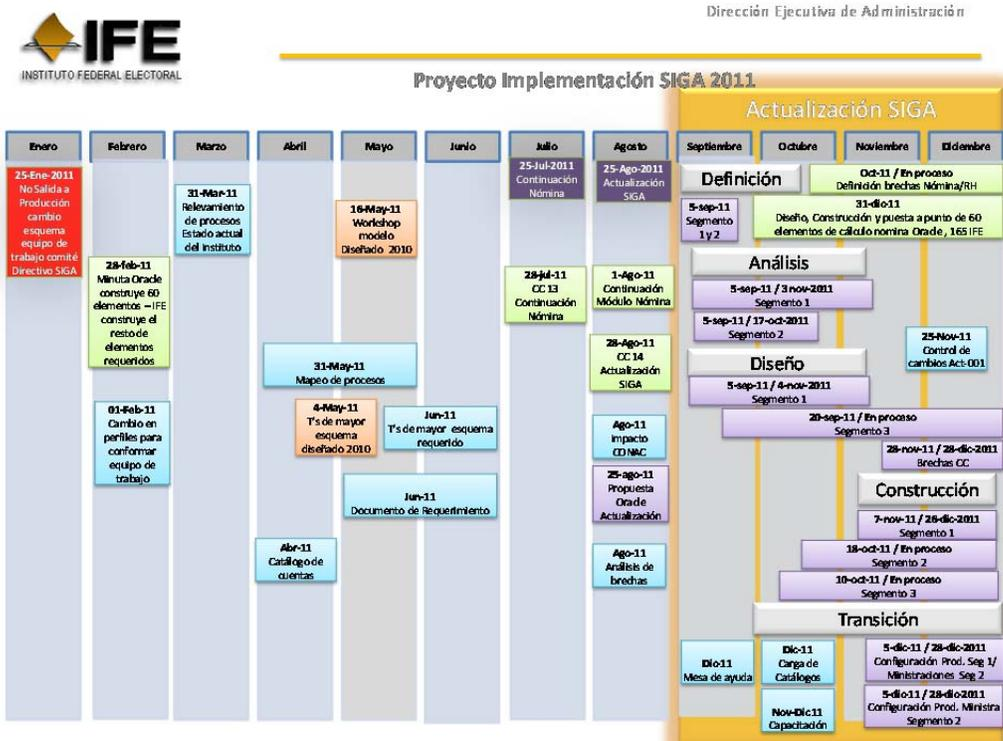 Dirección Ejecutiva de Administración
IFE
INSTITUTO FEDERAL ELECTORAL
Proyecto Implementación SIGA 2011
Actualización SIGA
Enero
Febrero
Marzo
Abril
Mayo
Junio
Julio
Agosto
Septiembre
Octubre
Noviembre
Diciembre
25-Ene-2011
No Salida a
Producción
cambio
esquema
equipo de
trabajo comité
Directivo SIGA
28-feb-11
Minuta Oracle
construye 60
elementos – IFE
construye el
resto de
elementos
requeridos
01-Feb-11
Cambio en
perfiles para
conformar
equipo de
trabajo
31-Mar-11
Relevamiento
de procesos
Estado actual
del Instituto
16-May-11
Workshop
modelo
Diseñado 2010
31-May-11
Mapeo de procesos
4-May-11
T's de mayor
esquema
diseñado 2010
Jun-11
T's de mayor esquema
requerido
Jun-11
Documento de Requerimiento
Abr-11
Catálogo de
cuentas
25-Jul-2011
Continuación
Nómina
28-jul-11
CC 13
Continuación
Nómina
25-Ago-2011
Actualización
SIGA
1-Ago-11
Continuación
Módulo Nómina
28-Ago-11
CC 14
Actualización
SIGA
Ago-11
Impacto
CONAC
25-ago-11
Propuesta
Oracle
Actualización
Ago-11
Análisis de
brechas
Definición
Oct-11 / En proceso
Definición brechas Nómina/RH
5-sep-11
Segmento
1 y 2
31-dic-11
Diseño, Construcción y puesta a punto de 60
elementos de cálculo nomina Oracle, 165 IFE
Análisis
5-sep-11 / 3 nov-2011
Segmento 1
5-sep-11 / 17-oct-2011
Segmento 2
25-Nov-11
Control de
cambios Act-001
Diseño
5-sep-11 / 4-nov-2011
Segmento 1
20-sep-11 / En proceso
Segmento 3
28-nov-11 / 28-dic-2011
Brechas CC
Construcción
7-nov-11 / 26-dic-2011
Segmento 1
18-oct-11 / En proceso
Segmento 2
10-oct-11 / En proceso
Segmento 3
Transición
Dic-11
Mesa de ayuda
Dic-11
Carga de
Catálogos
5-dic-11 / 28-dic-2011
Configuración Prod. Seg 1/
Ministraciones Seg 2
Nov-Dic 11
Capacitación
5-dic-11 / 28-dic-2011
Configuración Prod. Ministra
Segmento 2